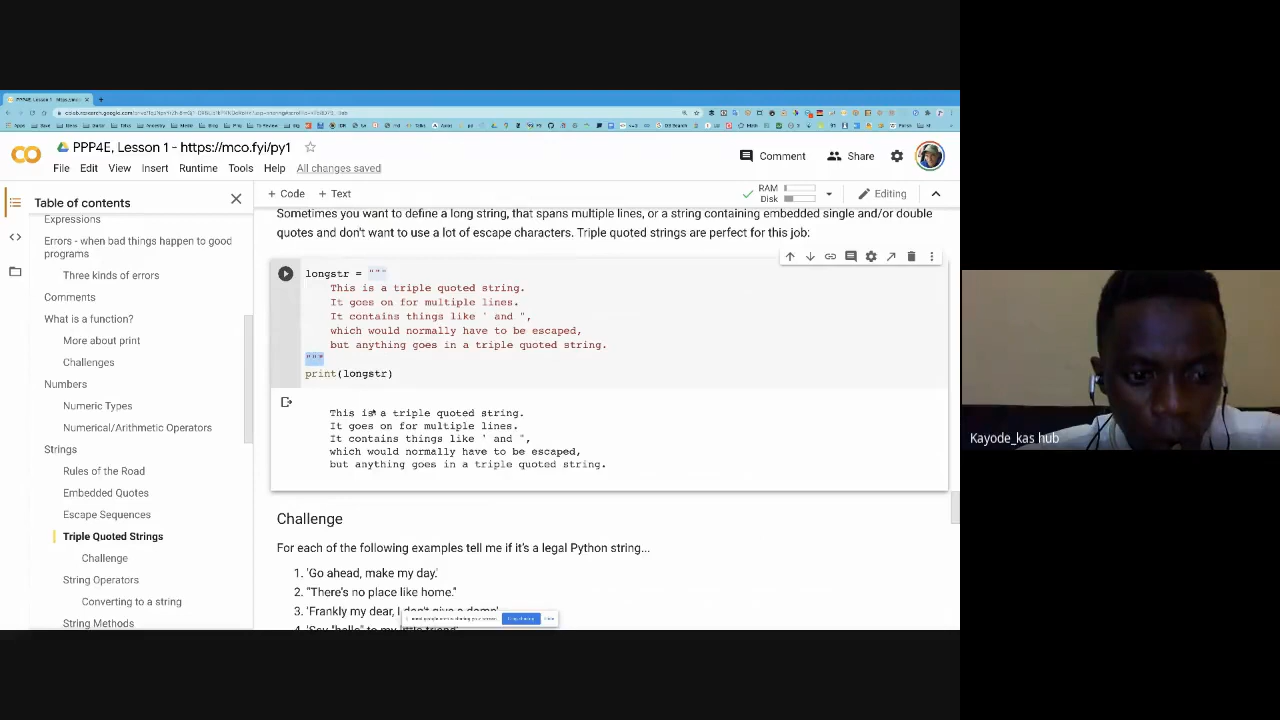 PPP4E, Lesson 1 - https://mco.fyi/py1
File Edit View Insert Runtime Tools Help All changes saved
Comment Share
+ Code + Text
RAM
Disk
Editing
Table of contents
Expressions
Errors - when bad things happen to good
programs
Three kinds of errors
Comments
What is a function?
More about print
Challenges
Numbers
Numeric Types
Numerical/Arithmetic Operators
Strings
Rules of the Road
Embedded Quotes
Escape Sequences
Triple Quoted Strings
Challenge
String Operators
Converting to a string
String Methods
Sometimes you want to define a long string, that spans multiple lines, or a string containing embedded single and/or double
quotes and don't want to use a lot of escape characters. Triple quoted strings are perfect for this job:
longstr = """
This is a triple quoted string.
It goes on for multiple lines.
It contains things like ' and ",
which would normally have to be escaped,
but anything goes in a triple quoted string.
"""
print(longstr)
This is a triple quoted string.
It goes on for multiple lines.
It contains things like ' and ",
which would normally have to be escaped,
but anything goes in a triple quoted string.
Challenge
For each of the following examples tell me if it's a legal Python string...
1. 'Go ahead, make my day.'
2. "There's no place like home."
3. 'Frankly my dear, I don't give a damn'
4. 'Say "hello" to my little friend'
Kayode_kas hub